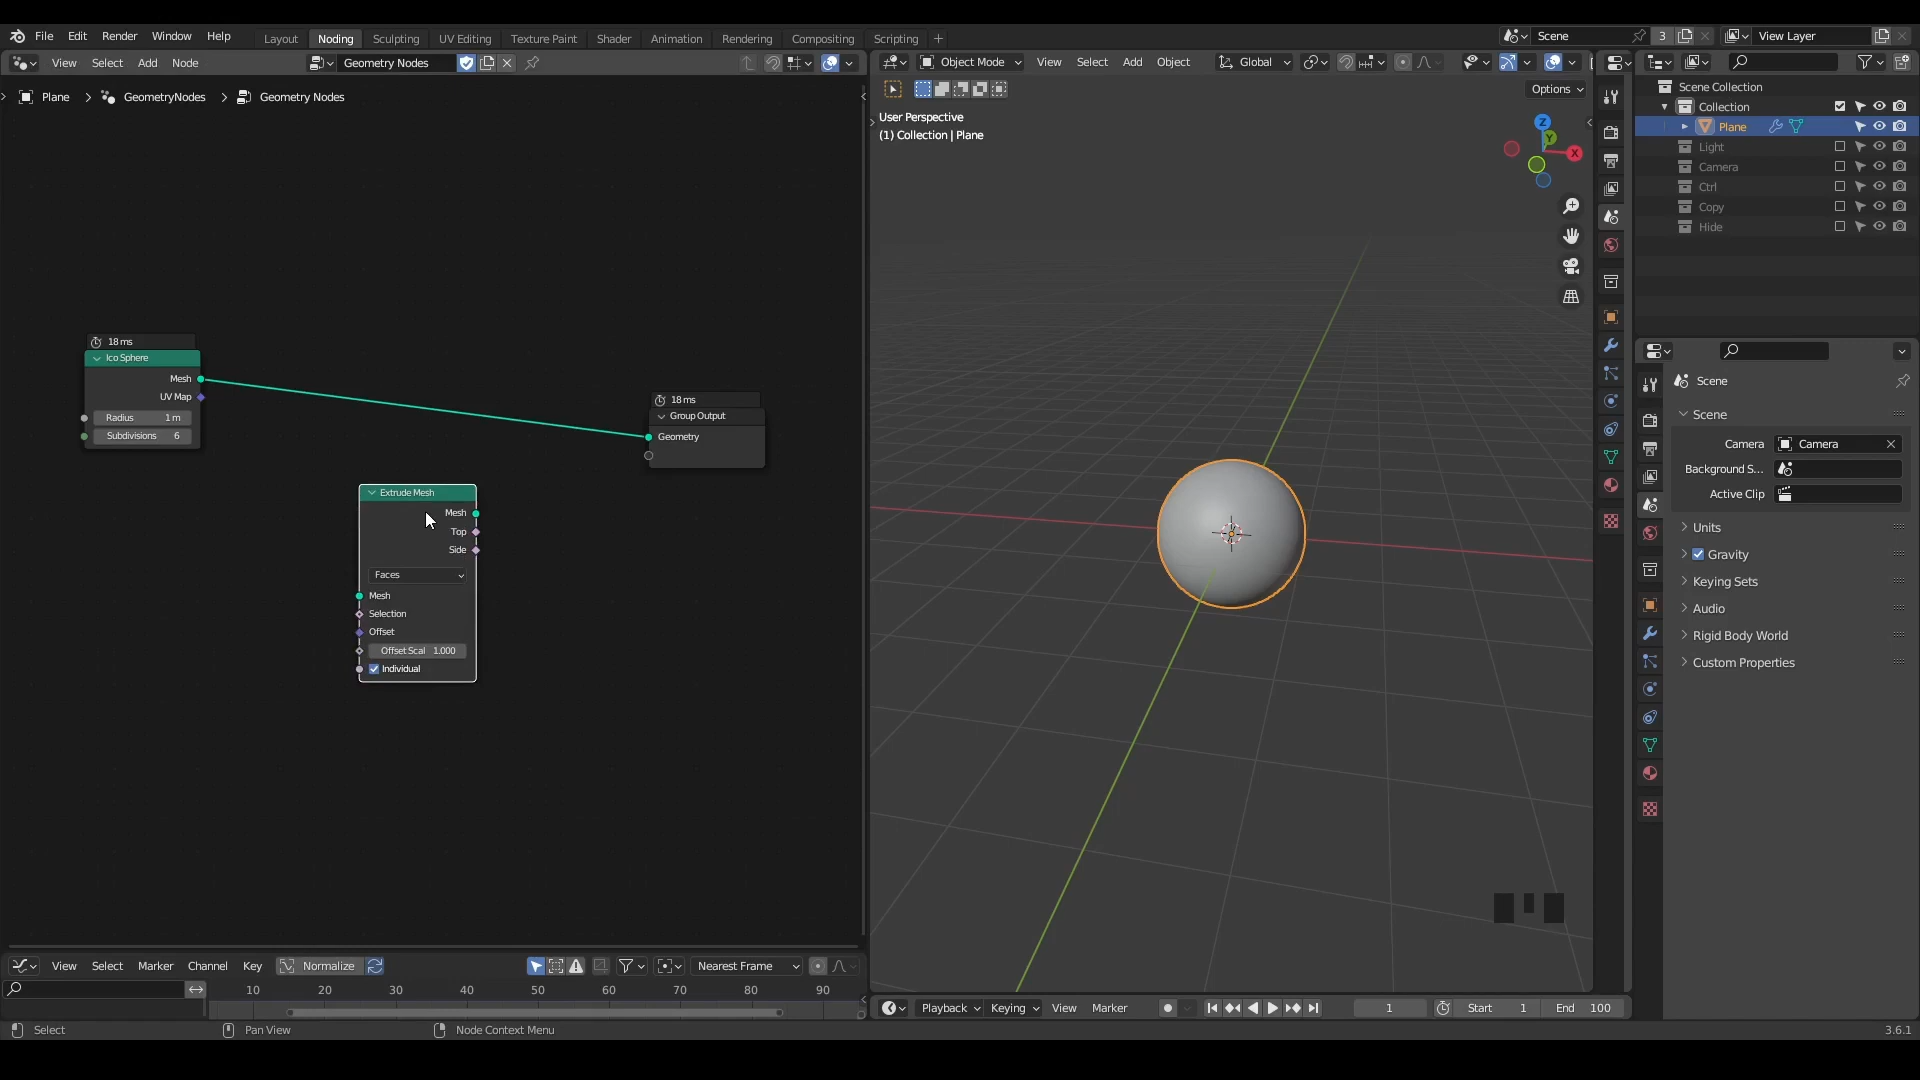 File Edit Render Window Help Layout Noding Sculpting UV Editing Texture Paint Shader Animation Rendering Compositing Scripting + Scene 3 View Layer
View Select Add Node Geometry Nodes
Object Mode View Select Add Object Global
Plane > GeometryNodes > Geometry Nodes
Options
User Perspective
(1) Collection | Plane
Z
Y
X
Scene Collection
Collection
Plane
Light
Camera
Ctrl
Copy
Hide
18 ms
Ico Sphere
Mesh
UV Map
Radius 1 m
Subdivisions 6
18 ms
Group Output
Geometry
Extrude Mesh
Mesh
Top
Side
Faces
Mesh
Selection
Offset
Offset Scal 1.000
Individual
Scene
Scene
Camera Camera
Background S...
Active Clip
Units
Gravity
Keying Sets
Audio
Rigid Body World
Custom Properties
View Select Marker Channel Key Normalize Nearest Frame
10 20 30 40 50 60 70 80 90
Playback Keying View Marker 1 Start 1 End 100
Select Pan View Node Context Menu 3.6.1